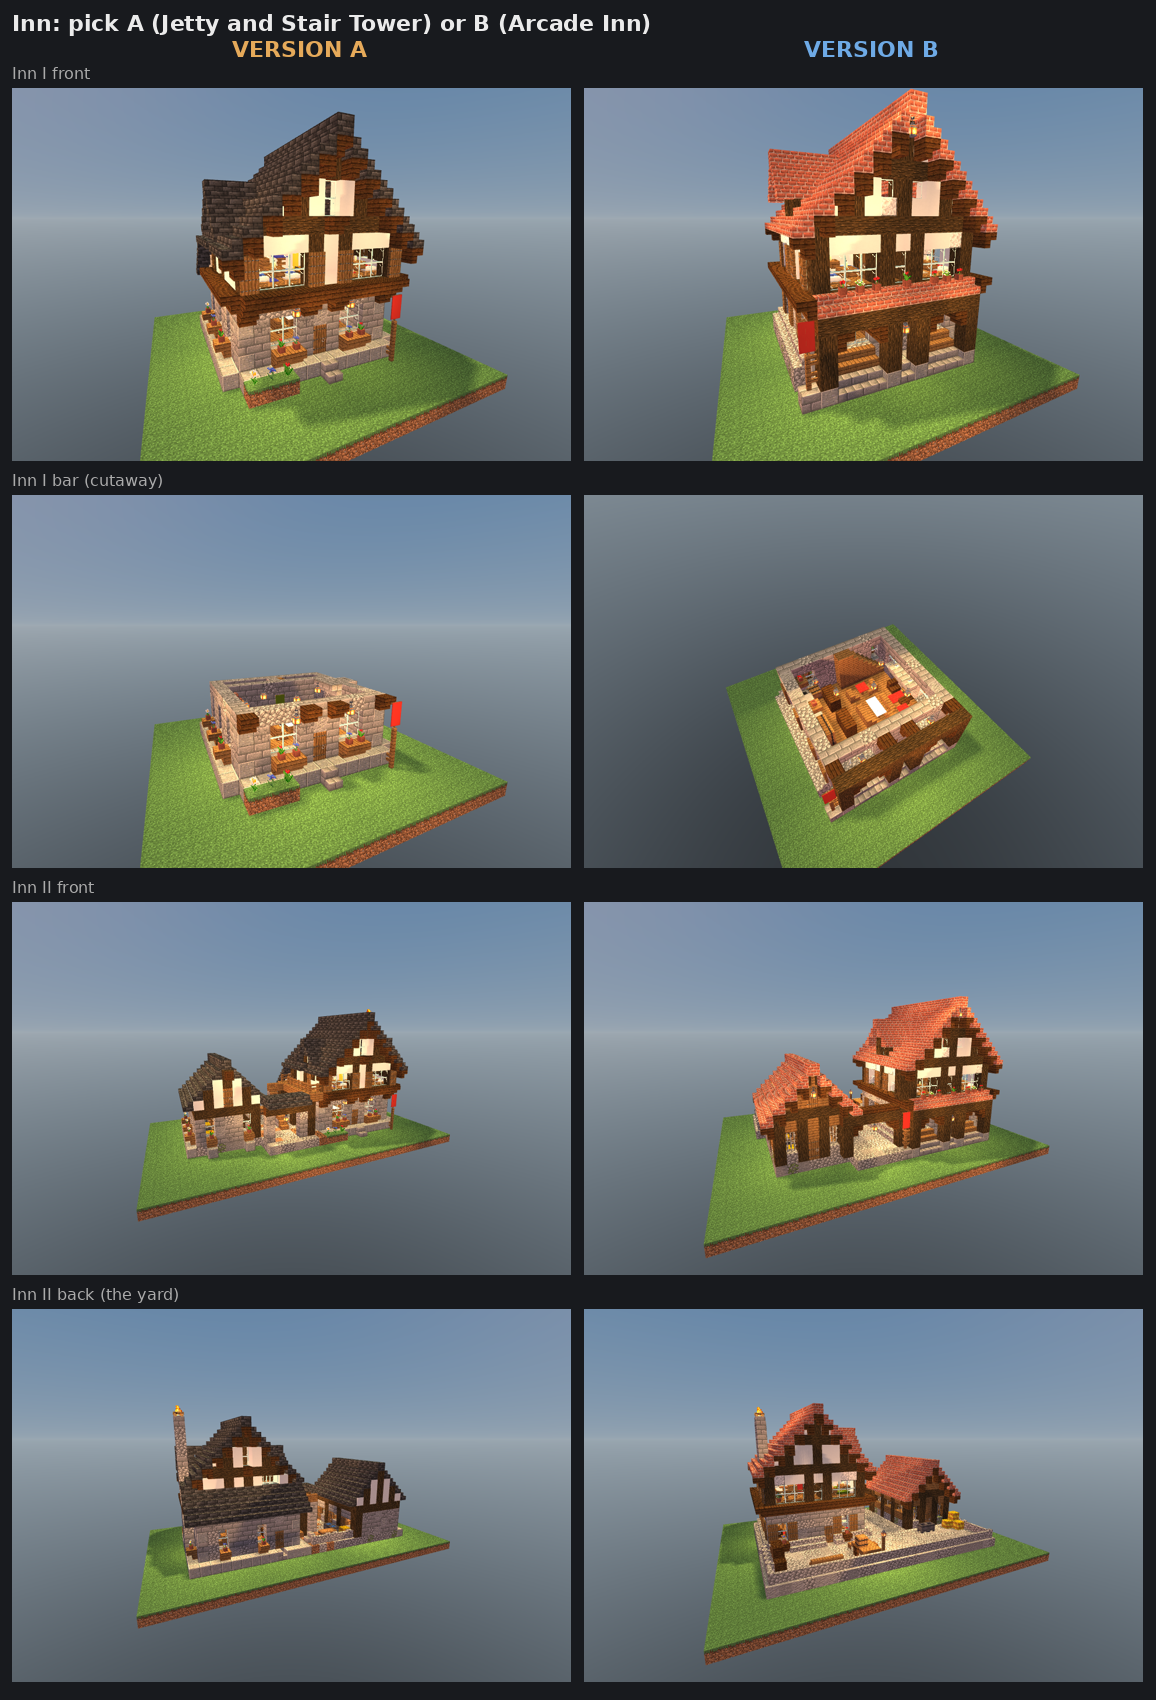 Inn: pick A (Jetty and Stair Tower) or B (Arcade Inn)
VERSION A
VERSION B
Inn I front
Inn I bar (cutaway)
Inn II front
Inn II back (the yard)